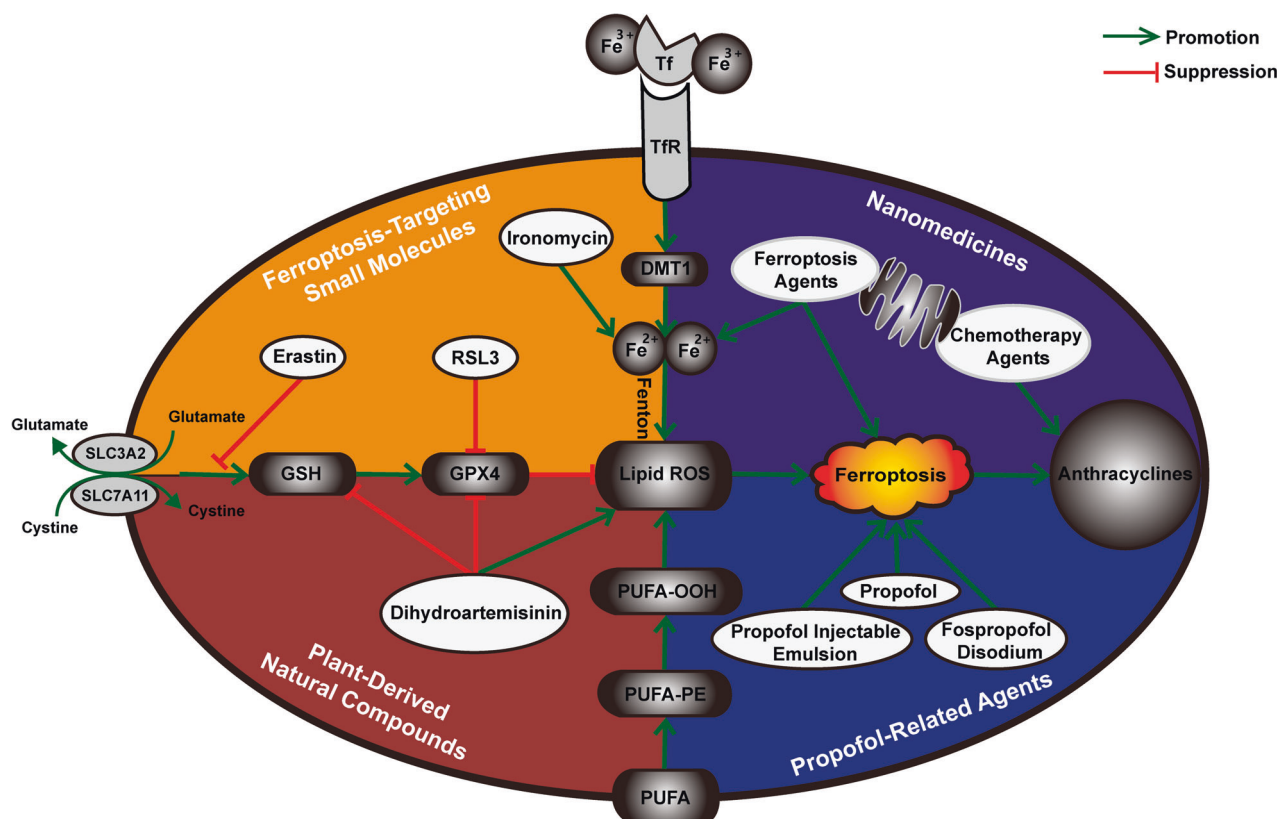 Fe3+
Tf
Fe3+
Promotion
Suppression
TfR
Ferroptosis-Targeting
Small Molecules
Nanomedicines
Ironomycin
DMT1
Ferroptosis
Agents
Chemotherapy
Agents
Erastin
RSL3
Fe2+
Fe2+
Fenton
Glutamate
Glutamate
SLC3A2
SLC7A11
Cystine
Cystine
GSH
GPX4
Lipid ROS
Ferroptosis
Anthracyclines
Dihydroartemisinin
PUFA-OOH
Propofol
Propofol Injectable
Emulsion
Fospropofol
Disodium
Plant-Derived
Natural Compounds
PUFA-PE
Propofol-Related Agents
PUFA